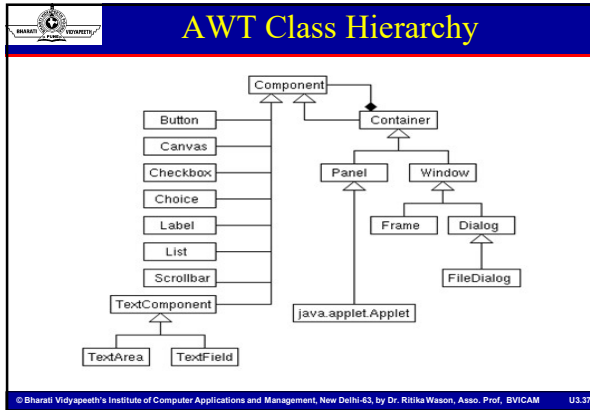 BHARATI
VIDYAPEETH
PUNE
AWT Class Hierarchy
Component
Button
Container
Canvas
Checkbox
Panel
Window
Choice
Label
Frame
Dialog
List
Scrollbar
FileDialog
TextComponent
java.applet.Applet
TextArea
TextField
© Bharati Vidyapeeth's Institute of Computer Applications and Management, New Delhi-63, by Dr. Ritika Wason, Asso. Prof, BVICAM
U3.37